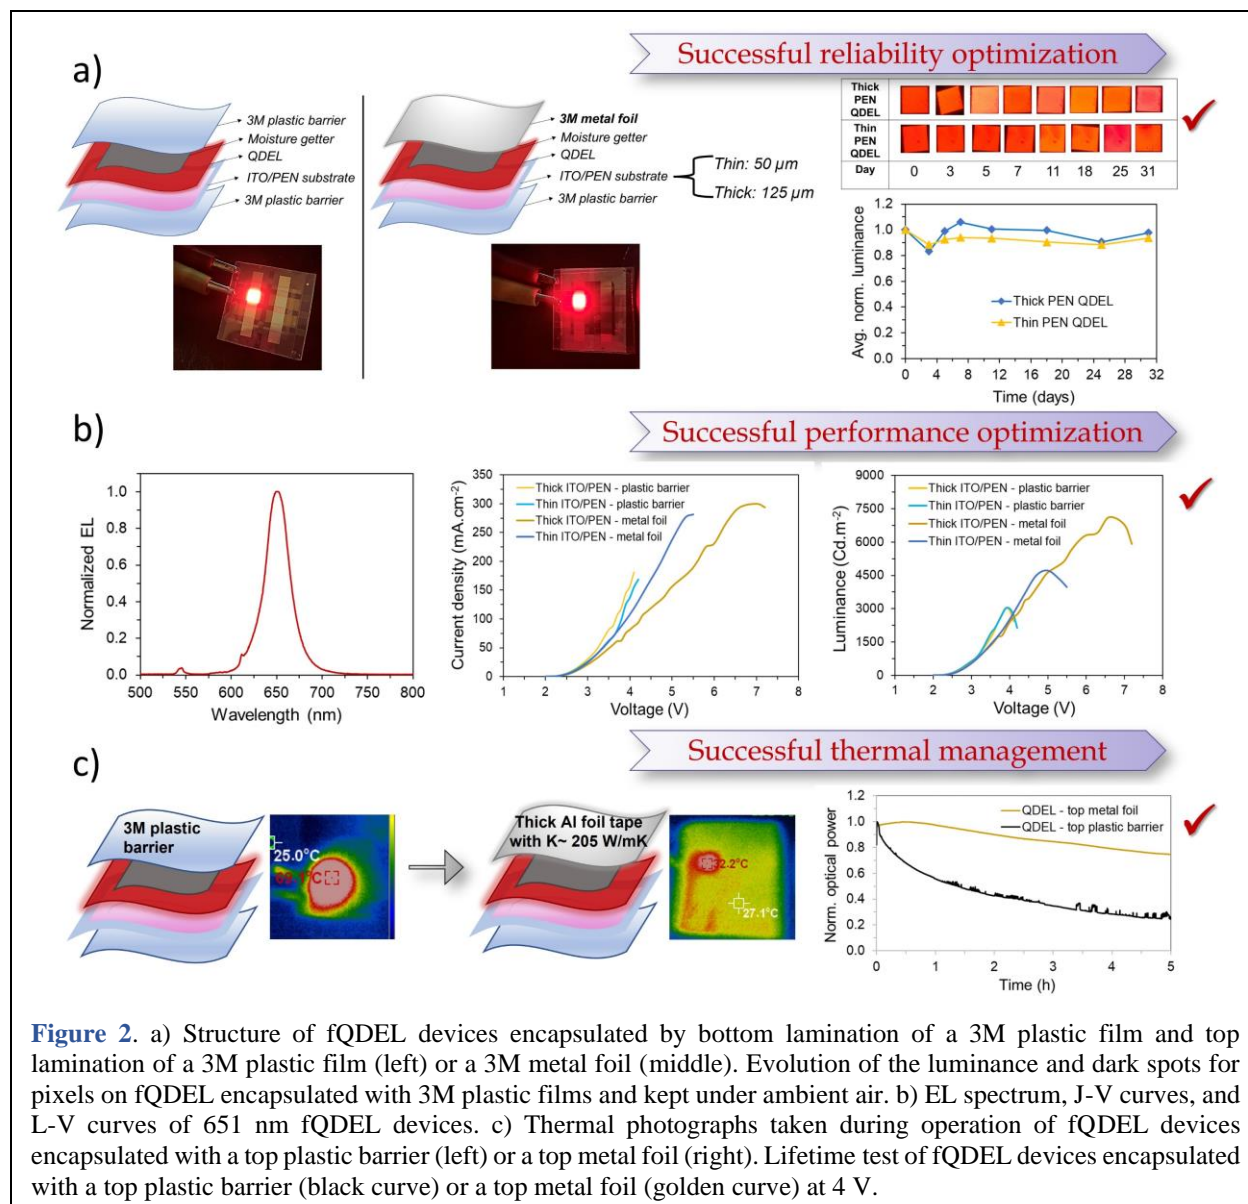 Successful reliability optimization
a)
3M plastic barrier
Moisture getter
QDEL
ITO/PEN substrate
3M plastic barrier
3M metal foil
Moisture getter
QDEL
ITO/PEN substrate
3M plastic barrier
Thin: 50 µm
Thick: 125 µm
Thick PEN QDEL
Thin PEN QDEL
Day 0 3 5 7 11 18 25 31
Avg. norm. luminance
1.2
1.0
0.8
0.6
0.4
0.2
0.0
Thick PEN QDEL
Thin PEN QDEL
0 4 8 12 16 20 24 28 32
Time (days)
b)
Successful performance optimization
Normalized EL
1.0
0.8
0.6
0.4
0.2
0.0
500 550 600 650 700 750 800
Wavelength (nm)
Current density (mA.cm-2)
350
300
250
200
150
100
50
0
Thick ITO/PEN - plastic barrier
Thin ITO/PEN - plastic barrier
Thick ITO/PEN - metal foil
Thin ITO/PEN - metal foil
1 2 3 4 5 6 7 8
Voltage (V)
Luminance (Cd.m-2)
9000
7500
6000
4500
3000
1500
0
Thick ITO/PEN - plastic barrier
Thin ITO/PEN - plastic barrier
Thick ITO/PEN - metal foil
Thin ITO/PEN - metal foil
1 2 3 4 5 6 7 8
Voltage (V)
Successful thermal management
c)
3M plastic
barrier
25.0°C
Thick Al foil tape
with K~ 205 W/mK
32.2°C
27.1°C
Norm. optical power
1.2
1.0
0.8
0.6
0.4
0.2
0.0
QDEL - top metal foil
QDEL - top plastic barrier
0 1 2 3 4 5
Time (h)
Figure 2. a) Structure of fQDEL devices encapsulated by bottom lamination of a 3M plastic film and top
lamination of a 3M plastic film (left) or a 3M metal foil (middle). Evolution of the luminance and dark spots for
pixels on fQDEL encapsulated with 3M plastic films and kept under ambient air. b) EL spectrum, J-V curves, and
L-V curves of 651 nm fQDEL devices. c) Thermal photographs taken during operation of fQDEL devices
encapsulated with a top plastic barrier (left) or a top metal foil (right). Lifetime test of fQDEL devices encapsulated
with a top plastic barrier (black curve) or a top metal foil (golden curve) at 4 V.